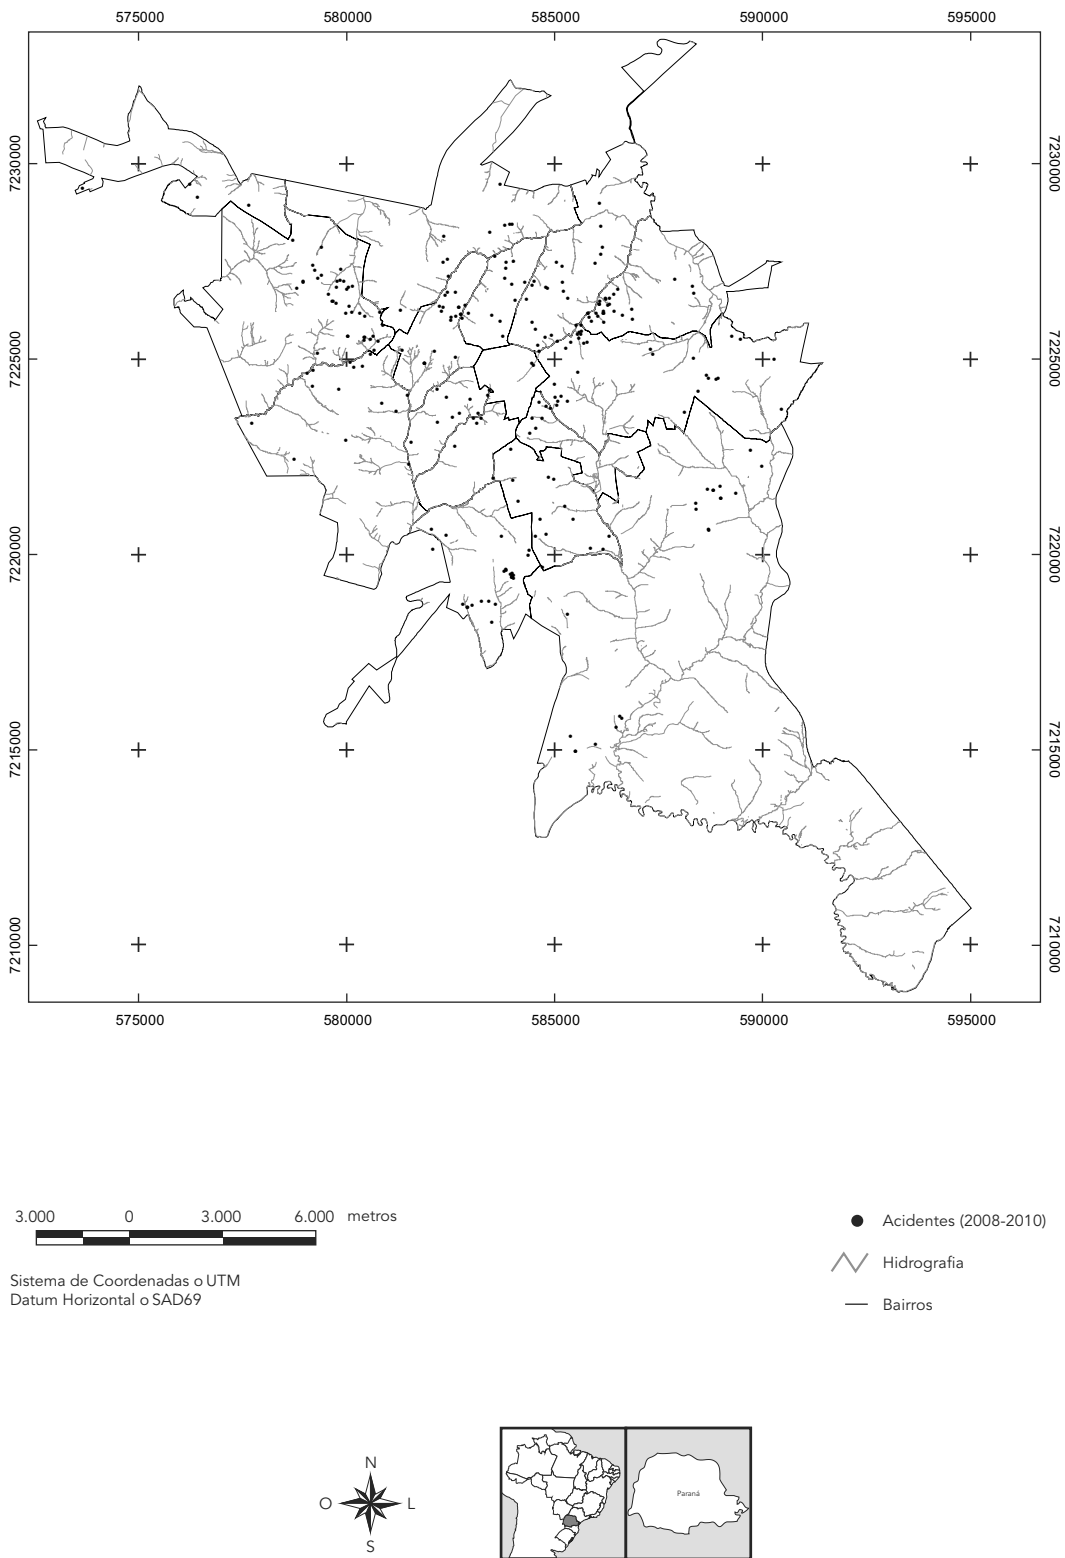 575000 580000 585000 590000 595000
7230000 7230000
7225000 7225000
7220000 7220000
7215000 7215000
7210000 7210000
575000 580000 585000 590000 595000
3.000 0 3.000 6.000 metros
Sistema de Coordenadas o UTM
Datum Horizontal o SAD69
Acidentes (2008-2010)
Hidrografia
Bairros
N
O L
S
Paraná